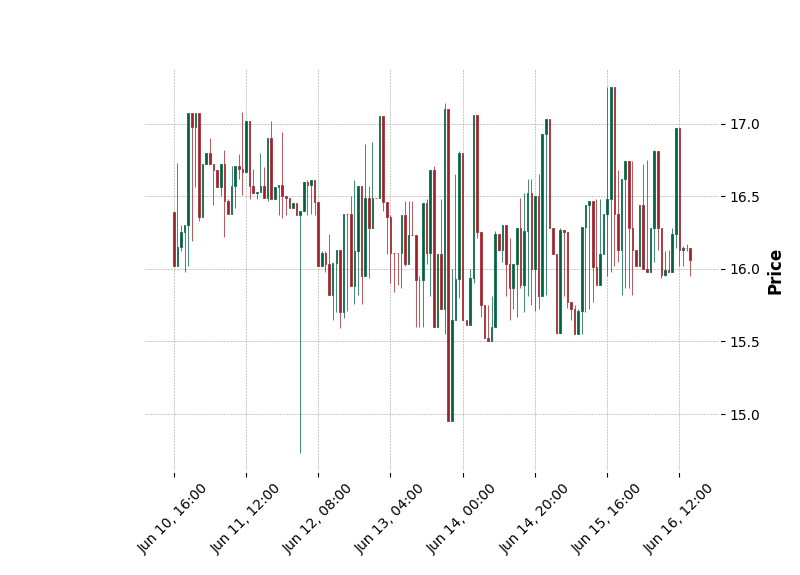 17.0
16.5
16.0
15.5
15.0
Price
Jun 10, 16:00
Jun 11, 12:00
Jun 12, 08:00
Jun 13, 04:00
Jun 14, 00:00
Jun 14, 20:00
Jun 15, 16:00
Jun 16, 12:00